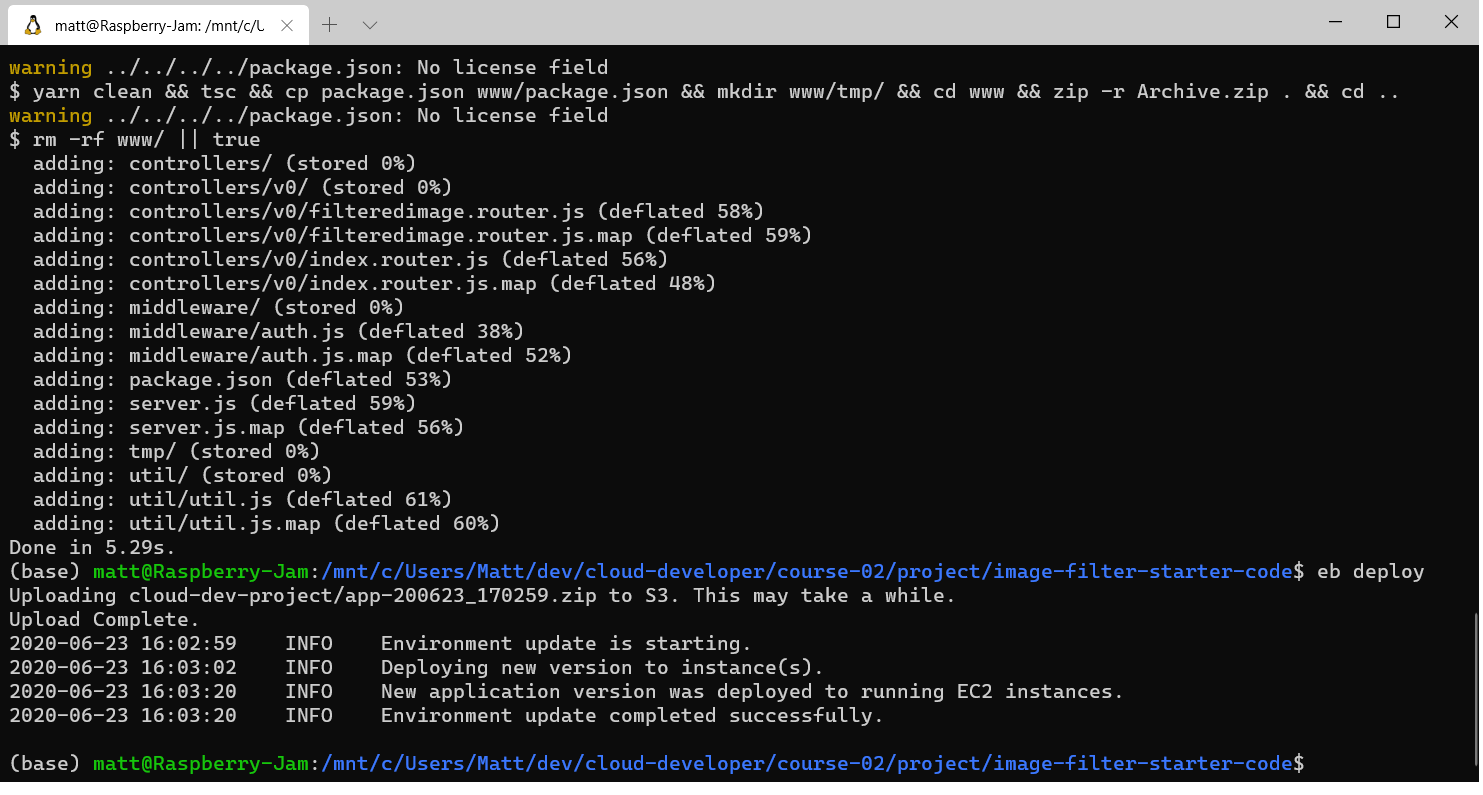 matt@Raspberry-Jam: /mnt/c/U
warning ../../../../package.json: No license field
$ yarn clean && tsc && cp package.json www/package.json && mkdir www/tmp/ && cd www && zip -r Archive.zip . && cd ..
warning ../../../../package.json: No license field
$ rm -rf www/ || true
  adding: controllers/ (stored 0%)
  adding: controllers/v0/ (stored 0%)
  adding: controllers/v0/filteredimage.router.js (deflated 58%)
  adding: controllers/v0/filteredimage.router.js.map (deflated 59%)
  adding: controllers/v0/index.router.js (deflated 56%)
  adding: controllers/v0/index.router.js.map (deflated 48%)
  adding: middleware/ (stored 0%)
  adding: middleware/auth.js (deflated 38%)
  adding: middleware/auth.js.map (deflated 52%)
  adding: package.json (deflated 53%)
  adding: server.js (deflated 59%)
  adding: server.js.map (deflated 56%)
  adding: tmp/ (stored 0%)
  adding: util/ (stored 0%)
  adding: util/util.js (deflated 61%)
  adding: util/util.js.map (deflated 60%)
Done in 5.29s.
(base) matt@Raspberry-Jam:/mnt/c/Users/Matt/dev/cloud-developer/course-02/project/image-filter-starter-code$ eb deploy
Uploading cloud-dev-project/app-200623_170259.zip to S3. This may take a while.
Upload Complete.
2020-06-23 16:02:59    INFO    Environment update is starting.
2020-06-23 16:03:02    INFO    Deploying new version to instance(s).
2020-06-23 16:03:20    INFO    New application version was deployed to running EC2 instances.
2020-06-23 16:03:20    INFO    Environment update completed successfully.
(base) matt@Raspberry-Jam:/mnt/c/Users/Matt/dev/cloud-developer/course-02/project/image-filter-starter-code$